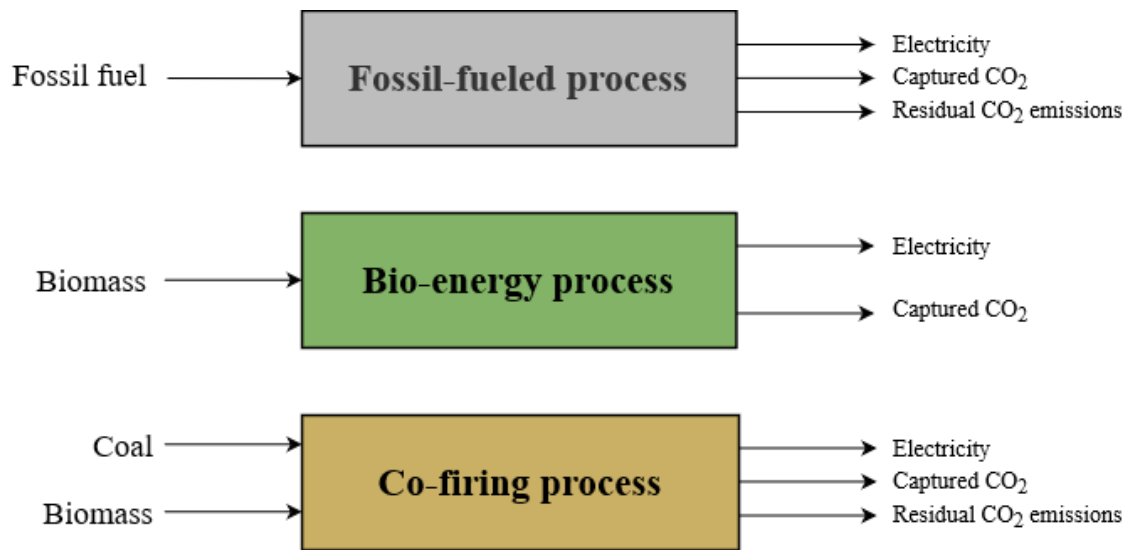 Fossil fuel
Fossil-fueled process
Electricity
Captured CO₂
Residual CO₂ emissions
Biomass
Bio-energy process
Electricity
Captured CO₂
Coal
Biomass
Co-firing process
Electricity
Captured CO₂
Residual CO₂ emissions